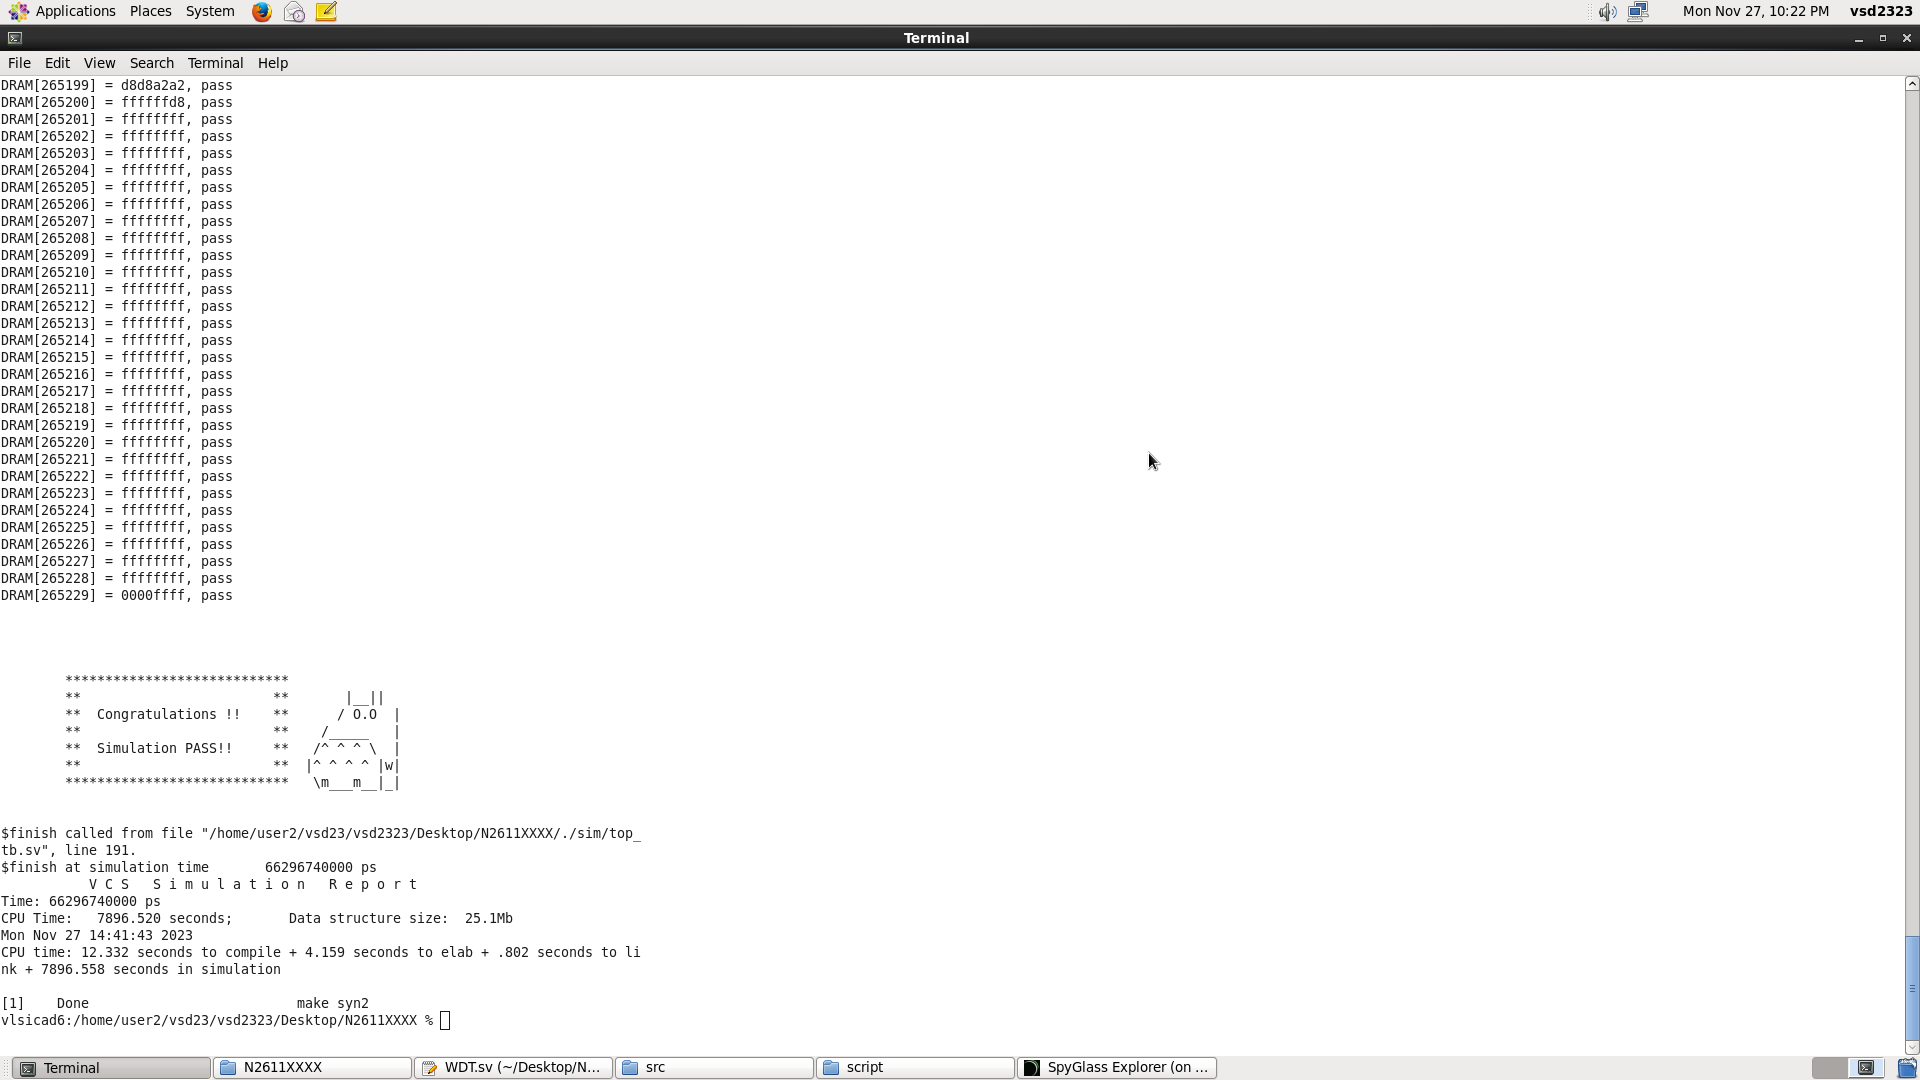 Applications Places System Mon Nov 27, 10:22 PM vsd2323
Terminal
File Edit View Search Terminal Help
DRAM[265199] = d8d8a2a2, pass
DRAM[265200] = ffffffd8, pass
DRAM[265201] = ffffffff, pass
DRAM[265202] = ffffffff, pass
DRAM[265203] = ffffffff, pass
DRAM[265204] = ffffffff, pass
DRAM[265205] = ffffffff, pass
DRAM[265206] = ffffffff, pass
DRAM[265207] = ffffffff, pass
DRAM[265208] = ffffffff, pass
DRAM[265209] = ffffffff, pass
DRAM[265210] = ffffffff, pass
DRAM[265211] = ffffffff, pass
DRAM[265212] = ffffffff, pass
DRAM[265213] = ffffffff, pass
DRAM[265214] = ffffffff, pass
DRAM[265215] = ffffffff, pass
DRAM[265216] = ffffffff, pass
DRAM[265217] = ffffffff, pass
DRAM[265218] = ffffffff, pass
DRAM[265219] = ffffffff, pass
DRAM[265220] = ffffffff, pass
DRAM[265221] = ffffffff, pass
DRAM[265222] = ffffffff, pass
DRAM[265223] = ffffffff, pass
DRAM[265224] = ffffffff, pass
DRAM[265225] = ffffffff, pass
DRAM[265226] = ffffffff, pass
DRAM[265227] = ffffffff, pass
DRAM[265228] = ffffffff, pass
DRAM[265229] = 0000ffff, pass
        ****************************
        **                        **       |__||
        **  Congratulations !!    **      / O.O  |
        **                        **    /_____   |
        **  Simulation PASS!!     **   /^ ^ ^ \  |
        **                        **  |^ ^ ^ ^ |w|
        ****************************   \m___m__|_|
$finish called from file "/home/user2/vsd23/vsd2323/Desktop/N2611XXXX/./sim/top_
tb.sv", line 191.
$finish at simulation time       66296740000 ps
           V C S   S i m u l a t i o n   R e p o r t
Time: 66296740000 ps
CPU Time:   7896.520 seconds;       Data structure size:  25.1Mb
Mon Nov 27 14:41:43 2023
CPU time: 12.332 seconds to compile + 4.159 seconds to elab + .802 seconds to li
nk + 7896.558 seconds in simulation
[1]    Done                          make syn2
vlsicad6:/home/user2/vsd23/vsd2323/Desktop/N2611XXXX %
Terminal N2611XXXX WDT.sv (~/Desktop/N... src script SpyGlass Explorer (on ...